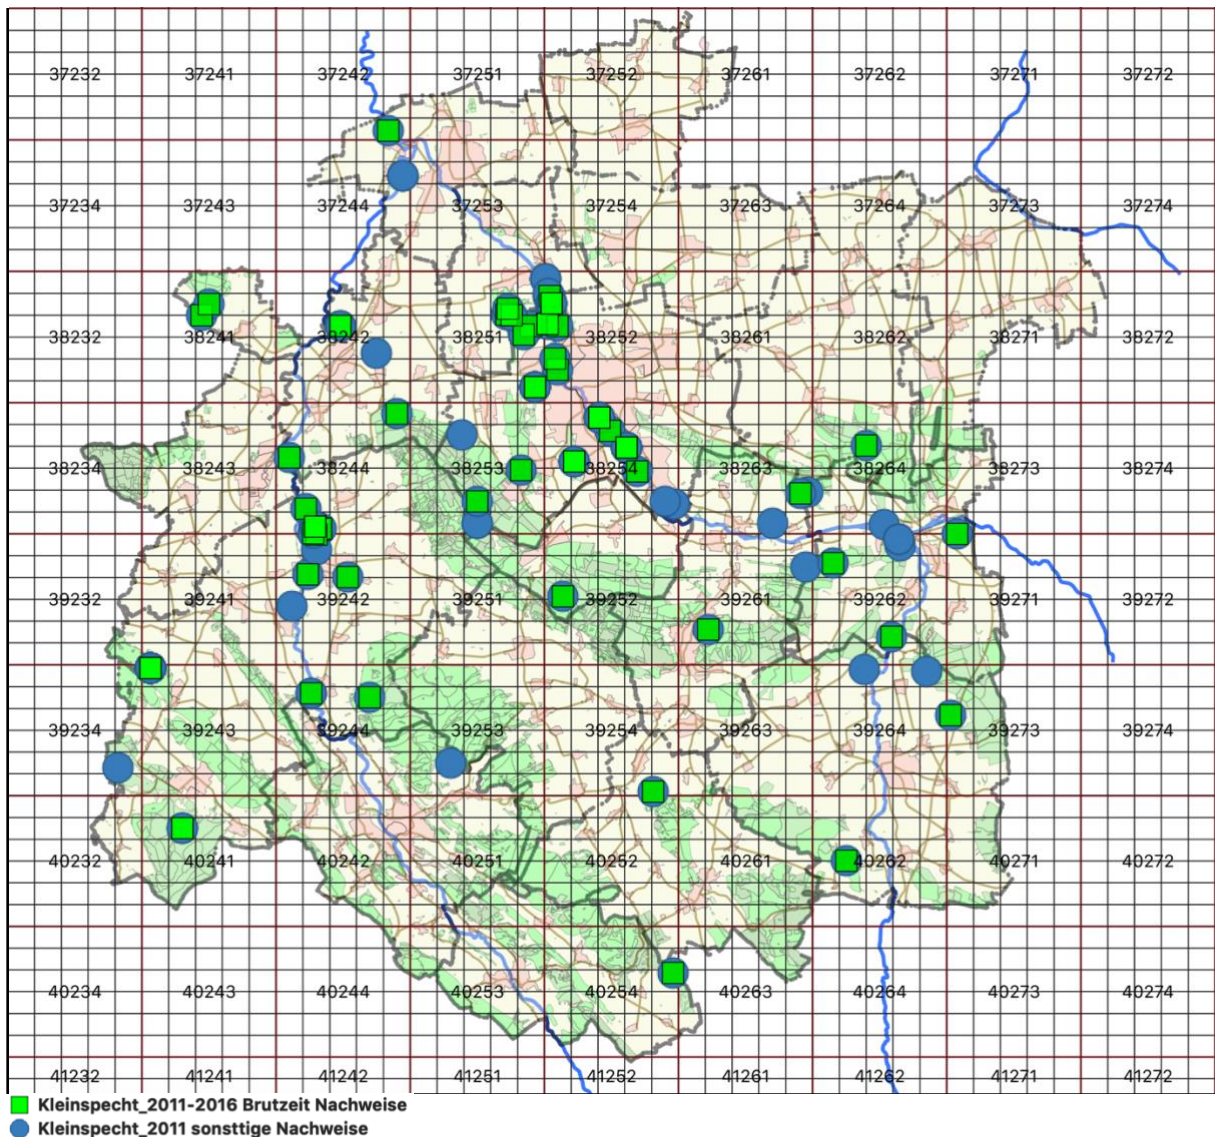 37232 37241 37242 37251 37252 37261 37262 37271 37272
37234 37243 37244 37253 37254 37263 37264 37273 37274
38232 38241 38242 38251 38252 38261 38262 38271 38272
38234 38243 38244 38253 38254 38263 38264 38273 38274
39232 39241 39242 39251 39252 39261 39262 39271 39272
39234 39243 39244 39253 39254 39263 39264 39273 39274
40232 40241 40242 40251 40252 40261 40262 40271 40272
40234 40243 40244 40253 40254 40263 40264 40273 40274
41232 41241 41242 41251 41252 41261 41262 41271 41272
Kleinspecht_2011-2016 Brutzeit Nachweise
Kleinspecht_2011 sonsttige Nachweise